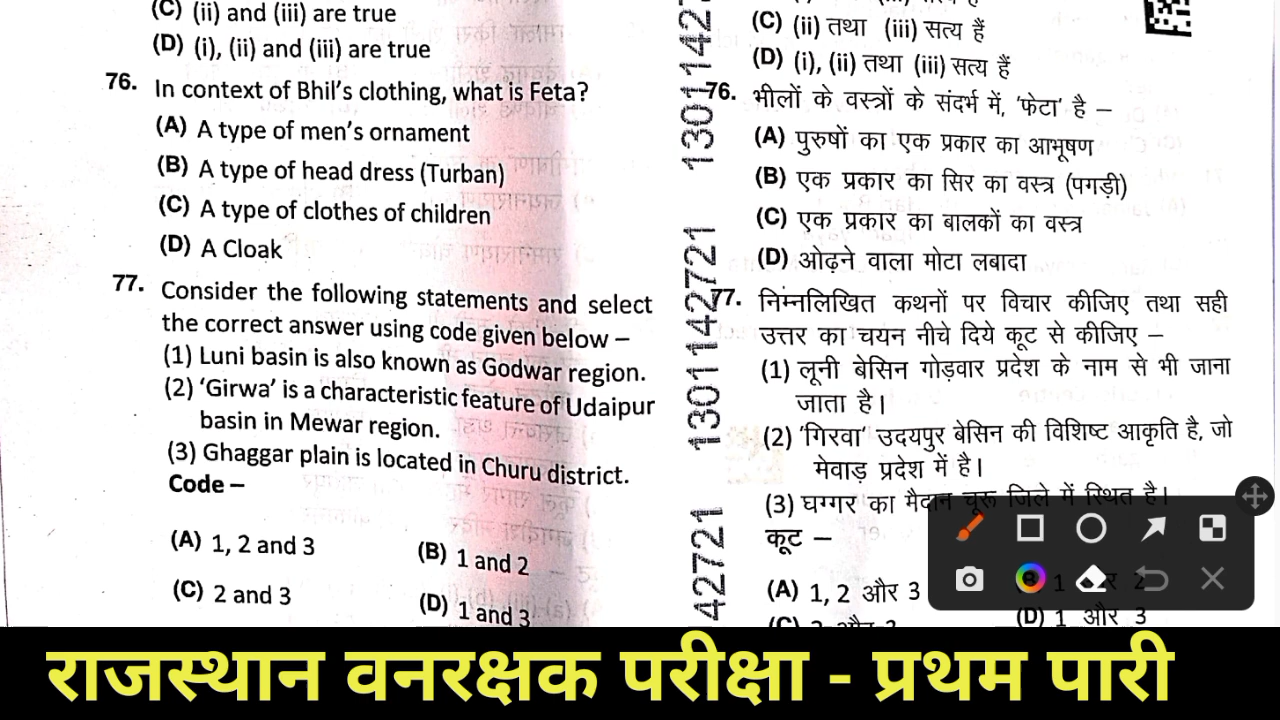 (C) (ii) and (iii) are true
(D) (i), (ii) and (iii) are true
76. In context of Bhil's clothing, what is Feta?
(A) A type of men's ornament
(B) A type of head dress (Turban)
(C) A type of clothes of children
(D) A Cloak
77. Consider the following statements and select
the correct answer using code given below –
(1) Luni basin is also known as Godwar region.
(2) 'Girwa' is a characteristic feature of Udaipur
basin in Mewar region.
(3) Ghaggar plain is located in Churu district.
Code –
(A) 1, 2 and 3
(B) 1 and 2
(C) 2 and 3
(D) 1 and 3
1301142721
1301142721
42721
(C) (ii) तथा (iii) सत्य हैं
(D) (i), (ii) तथा (iii) सत्य हैं
76. भीलों के वस्त्रों के संदर्भ में, 'फेटा' है –
(A) पुरुषों का एक प्रकार का आभूषण
(B) एक प्रकार का सिर का वस्त्र (पगड़ी)
(C) एक प्रकार का बालकों का वस्त्र
(D) ओढ़ने वाला मोटा लबादा
77. निम्नलिखित कथनों पर विचार कीजिए तथा सही
उत्तर का चयन नीचे दिये कूट से कीजिए –
(1) लूनी बेसिन गोड़वार प्रदेश के नाम से भी जाना
जाता है।
(2) 'गिरवा' उदयपुर बेसिन की विशिष्ट आकृति है, जो
मेवाड़ प्रदेश में है।
(3) घग्गर का मैदान चूरू जिले में स्थित है।
कूट –
(A) 1, 2 और 3
(D) 1 और 3
राजस्थान वनरक्षक परीक्षा - प्रथम पारी